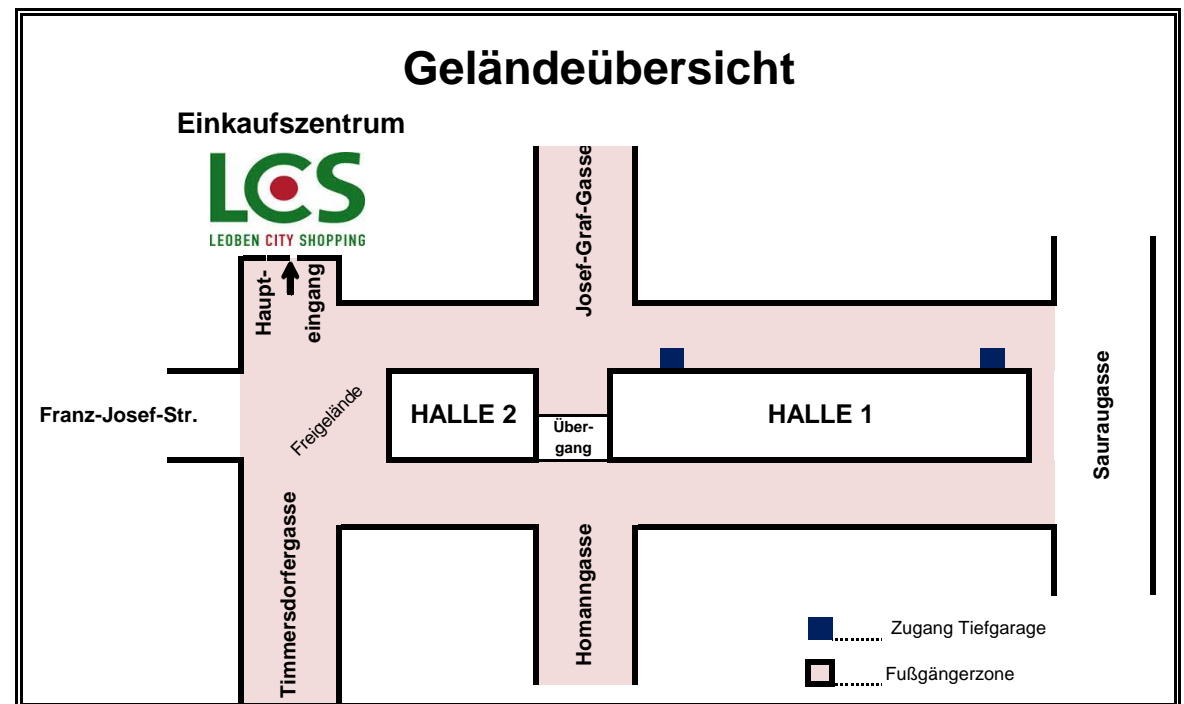 Geländeübersicht
Einkaufszentrum
LCS
LEOBEN CITY SHOPPING
Haupt-
eingang
Josef-Graf-Gasse
Franz-Josef-Str.
Freigelände
HALLE 2
Über-
gang
HALLE 1
Sauraugasse
Timmersdorfergasse
Homanngasse
Zugang Tiefgarage
Fußgängerzone